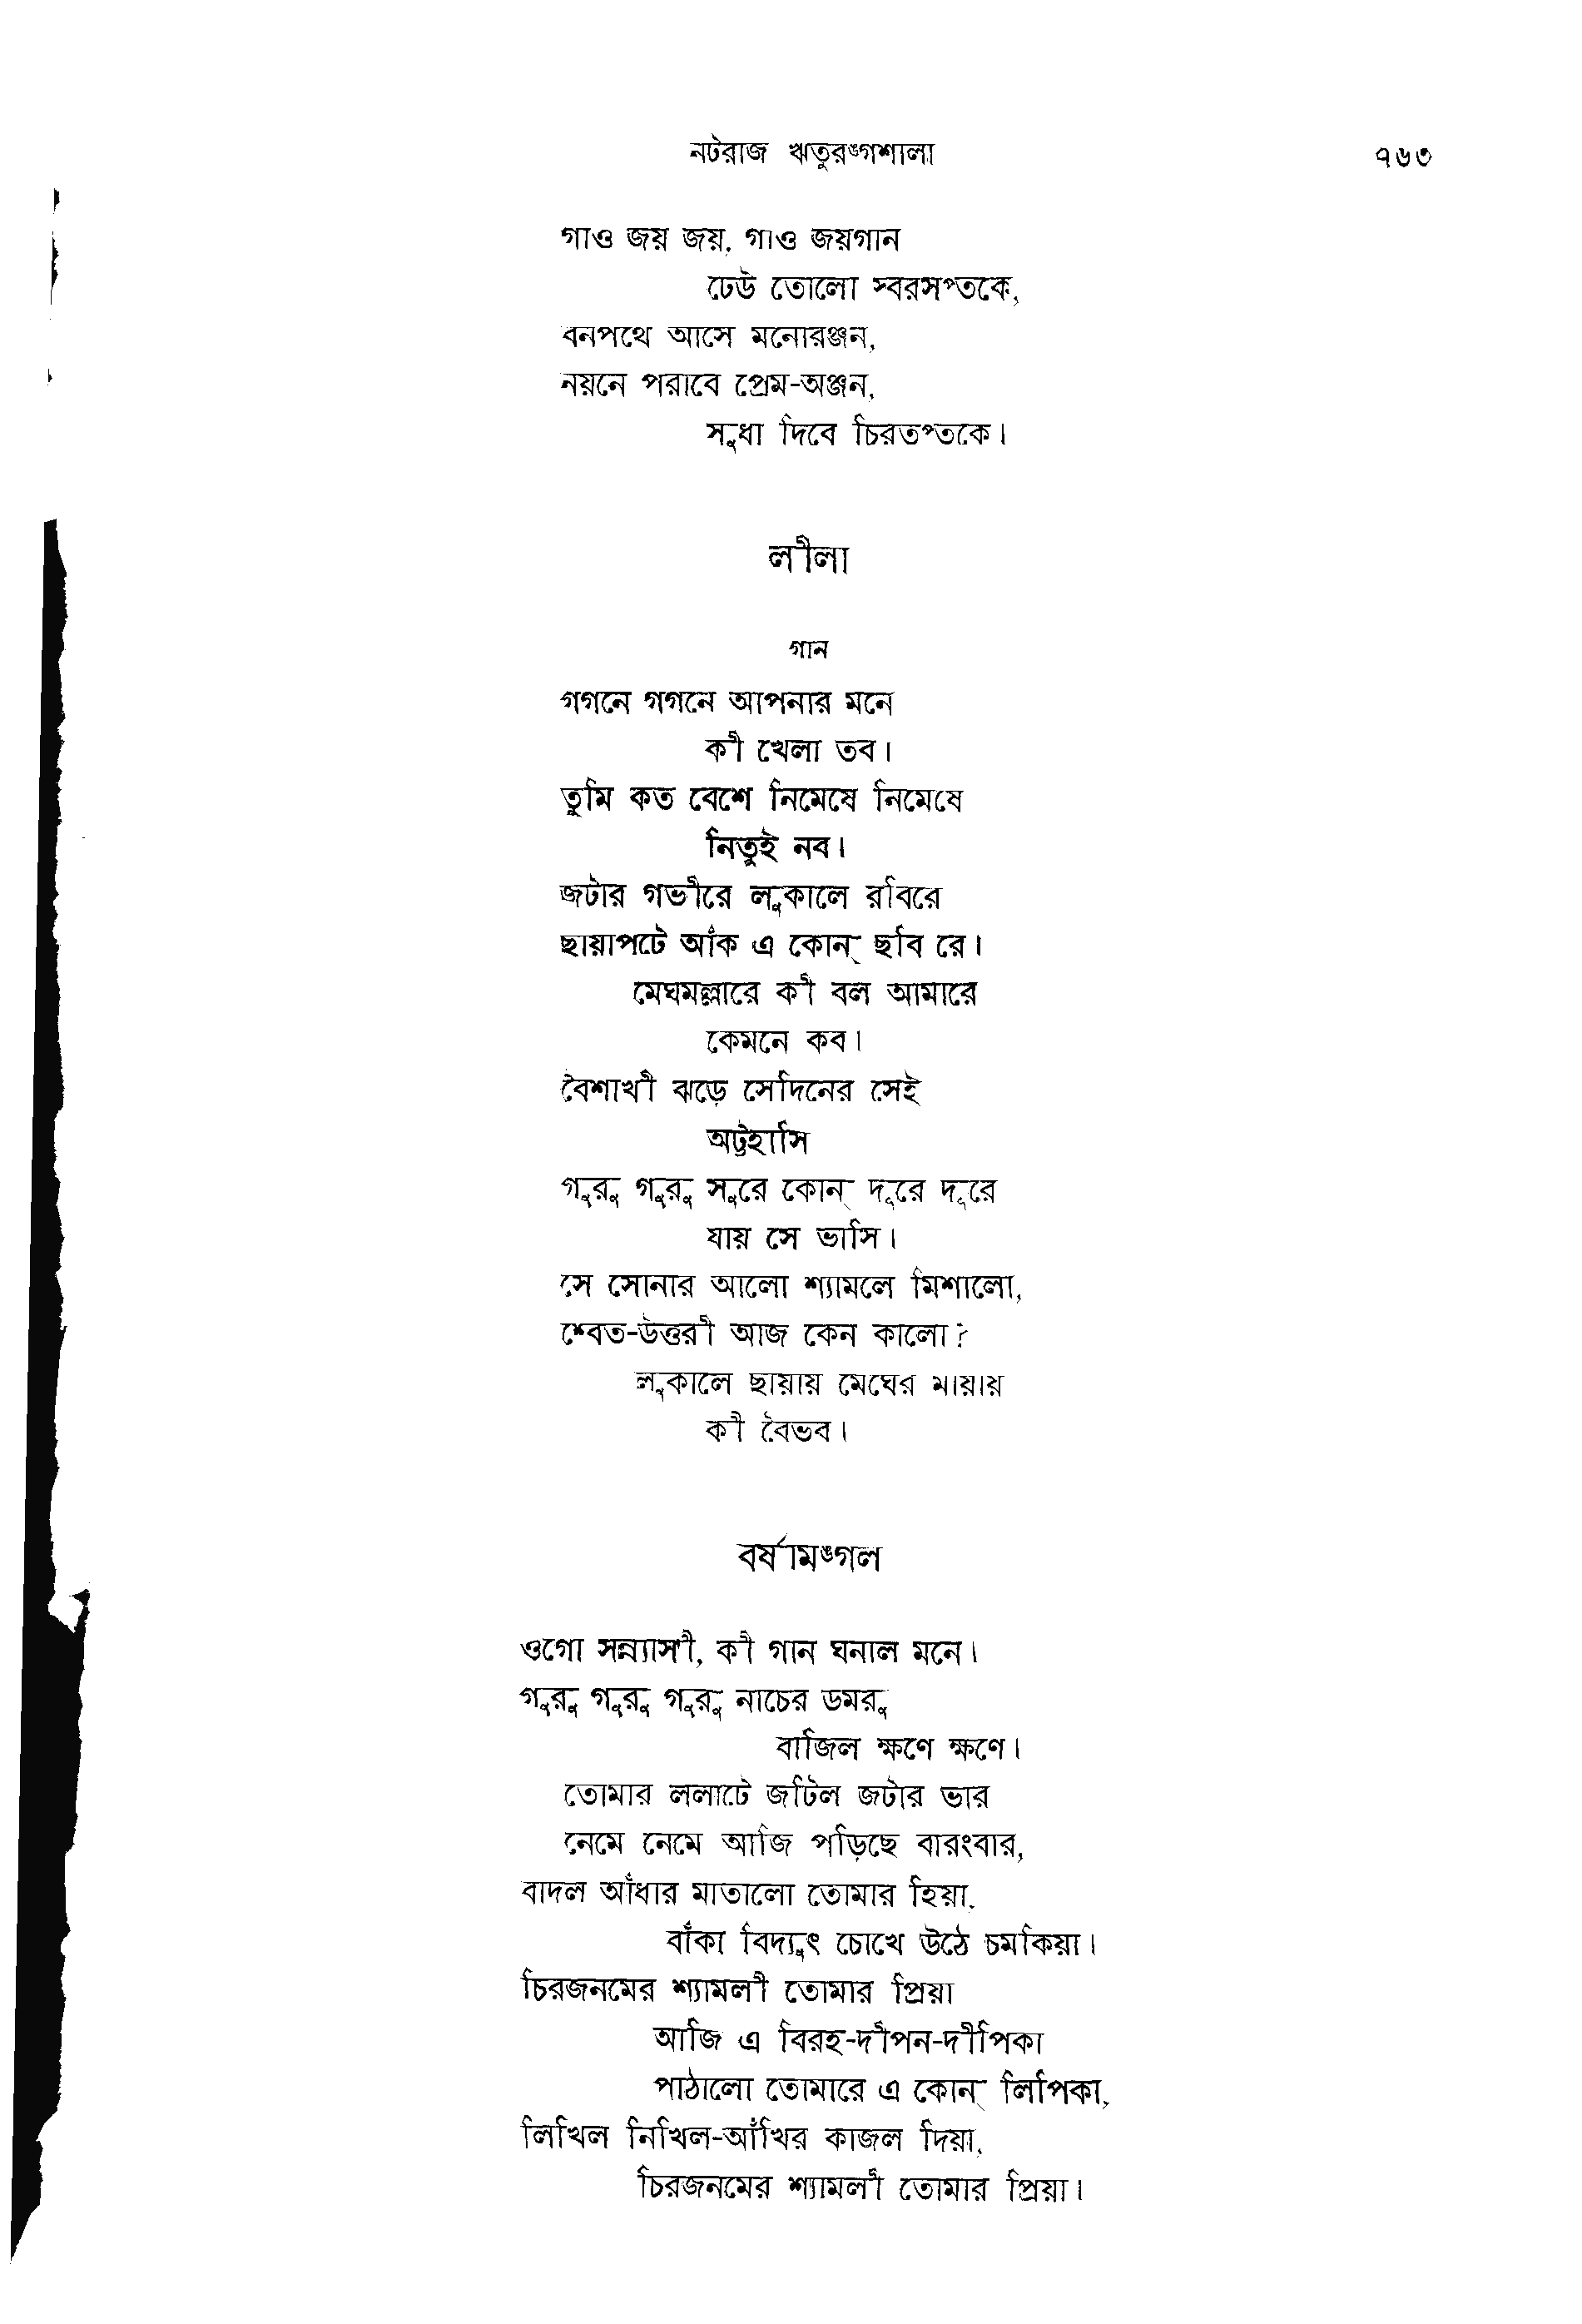 নটরাজ ঋতুরঙ্গশালা ৭৬৩
গাও জয় জয়, গাও জয়গান
ঢেউ তোলো স্বরসপ্তকে,
বনপথে আসে মনোরঞ্জন,
নয়নে পরাবে প্রেম-অঞ্জন,
সুধা দিবে চিরতপ্তকে।
লীলা
গান
গগনে গগনে আপনার মনে
কী খেলা তব।
তুমি কত বেশে নিমেষে নিমেষে
নিতুই নব।
জটার গভীরে লুকালে রবিরে
ছায়াপটে আঁক এ কোন্ ছবি রে।
মেঘমল্লারে কী বল আমারে
কেমনে কব।
বৈশাখী ঝড়ে সেদিনের সেই
অট্টহাসি
গুরু গুরু সুরে কোন্ দূরে দূরে
যায় সে ভাসি।
সে সোনার আলো শ্যামলে মিশালো,
শ্বেত-উত্তরী আজ কেন কালো?
লুকালে ছায়ায় মেঘের মায়ায়
কী বৈভব।
বর্ষামঙ্গল
ওগো সন্ন্যাসী, কী গান ঘনাল মনে।
গুরু গুরু গুরু নাচের ডমরু
বাজিল ক্ষণে ক্ষণে।
তোমার ললাটে জটিল জটার ভার
নেমে নেমে আজি পড়িছে বারংবার,
বাদল আঁধার মাতালো তোমার হিয়া,
বাঁকা বিদ্যুৎ চোখে উঠে চমকিয়া।
চিরজনমের শ্যামলী তোমার প্রিয়া
আজি এ বিরহ-দীপন-দীপিকা
পাঠালো তোমারে এ কোন্ লিপিকা,
লিখিল নিখিল-আঁখির কাজল দিয়া,
চিরজনমের শ্যামলী তোমার প্রিয়া।